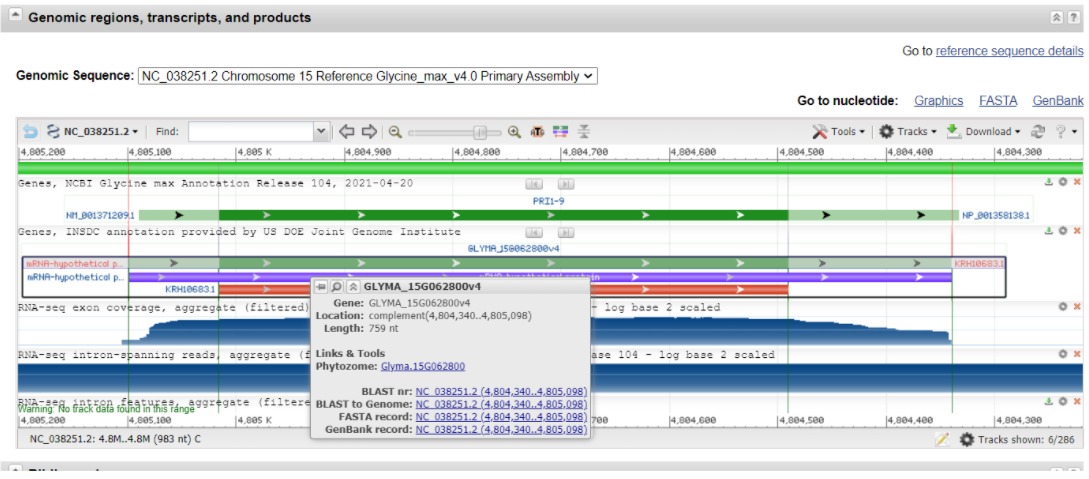 Genomic regions, transcripts, and products
Go to reference sequence details
Genomic Sequence: NC_038251.2 Chromosome 15 Reference Glycine_max_v4.0 Primary Assembly
Go to nucleotide: Graphics FASTA GenBank
NC_038251.2 Find: Tools Tracks Download ?
4,805,200 4,805,100 4,805 K 4,804,900 4,804,800 4,804,700 4,804,600 4,804,500 4,804,400 4,804,300
Genes, NCBI Glycine max Annotation Release 104, 2021-04-20
PRI1-9
NM_001371209.1 NP_001358138.1
Genes, INSDC annotation provided by US DOE Joint Genome Institute
GLYMA_15G062800v4
mRNA-hypothetical p… KRH10683.1
mRNA-hypothetical p… mRNA-hypothetical protein
KRH10683.1
GLYMA_15G062800v4
Gene: GLYMA_15G062800v4
Location: complement(4,804,340..4,805,098)
Length: 759 nt
Links & Tools
Phytozome: Glyma.15G062800
BLAST nr: NC_038251.2 (4,804,340..4,805,098)
BLAST to Genome: NC_038251.2 (4,804,340..4,805,098)
FASTA record: NC_038251.2 (4,804,340..4,805,098)
GenBank record: NC_038251.2 (4,804,340..4,805,098)
RNA-seq exon coverage, aggregate (filtered) - log base 2 scaled
RNA-seq intron-spanning reads, aggregate (f ase 104 - log base 2 scaled
RNA-seq intron features, aggregate (filtere
Warning: No track data found in this range
4,805,200 4,805,100 4,805 K 700 4,804,600 4,804,500 4,804,400 4,804,300
NC_038251.2: 4.8M..4.8M (983 nt) C Tracks shown: 6/286